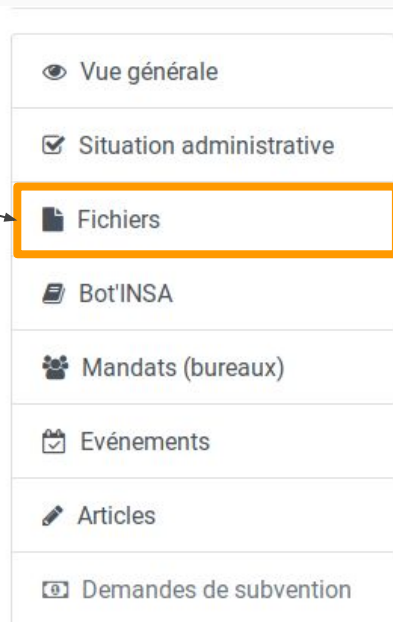 Vue générale
Situation administrative
Fichiers
Bot'INSA
Mandats (bureaux)
Evénements
Articles
Demandes de subvention